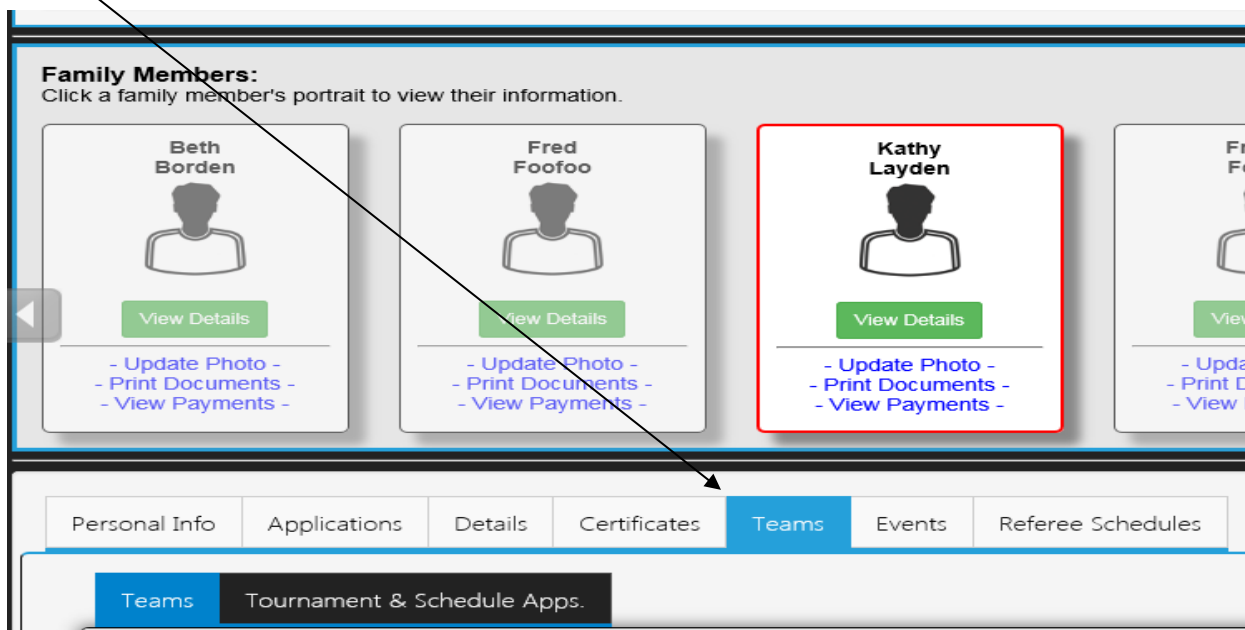 Family Members:
Click a family member's portrait to view their information.
Beth
Borden
View Details
- Update Photo -
- Print Documents -
- View Payments -
Fred
Foofoo
View Details
- Update Photo -
- Print Documents -
- View Payments -
Kathy
Layden
View Details
- Update Photo -
- Print Documents -
- View Payments -
- Print
- View
Personal Info Applications Details Certificates Teams Events Referee Schedules
Teams Tournament & Schedule Apps.